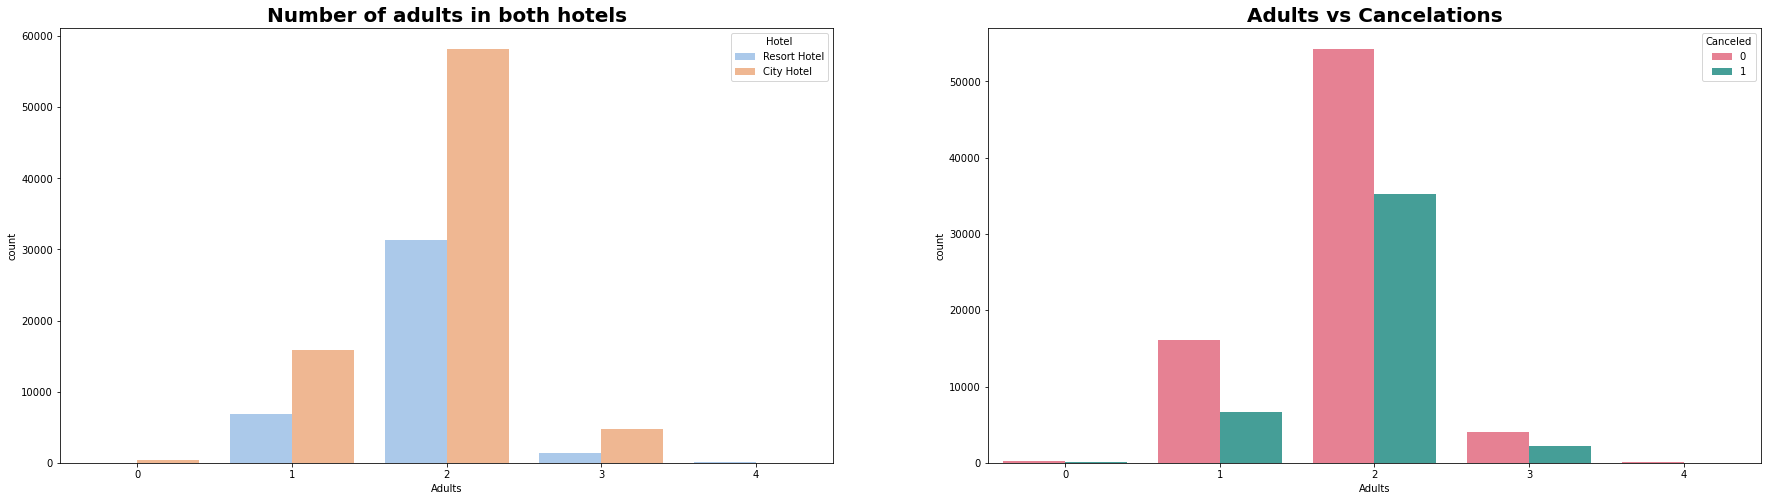 Number of adults in both hotels
Hotel
Resort Hotel
City Hotel
60000
50000
40000
30000
20000
10000
0
count
0 1 2 3 4
Adults
Adults vs Cancelations
Canceled
0
1
50000
40000
30000
20000
10000
0
count
0 1 2 3 4
Adults